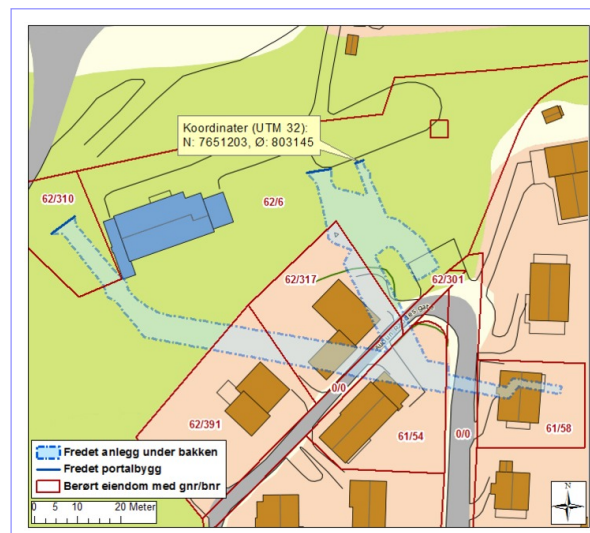 Koordinater (UTM 32):
N: 7651203, Ø: 803145
62/310
62/6
62/317
62/301
0/0
62/391
61/54
0/0
61/58
Fredet anlegg under bakken
Fredet portalbygg
Berørt eiendom med gnr/bnr
0 5 10 20 Meter
N